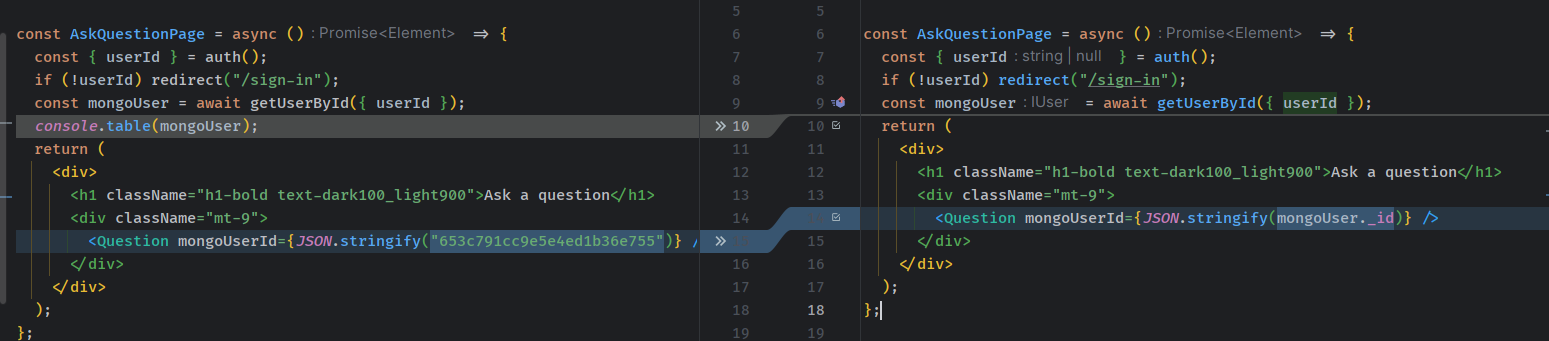 5 5
const AskQuestionPage = async () : Promise<Element> => { 6 6 const AskQuestionPage = async () : Promise<Element> => {
const { userId } = auth(); 7 7 const { userId : string | null } = auth();
if (!userId) redirect("/sign-in"); 8 8 if (!userId) redirect("/sign-in");
const mongoUser = await getUserById({ userId }); 9 9 const mongoUser : IUser = await getUserById({ userId });
console.table(mongoUser); 10 10 return (
return ( 11 11 <div>
<div> 12 12 <h1 className="h1-bold text-dark100_light900">Ask a question</h1>
<h1 className="h1-bold text-dark100_light900">Ask a question</h1> 13 13 <div className="mt-9">
<div className="mt-9"> 14 <Question mongoUserId={JSON.stringify(mongoUser._id)} />
<Question mongoUserId={JSON.stringify("653c791cc9e5e4ed1b36e755")} / 15 </div>
</div> 16 16 </div>
</div> 17 17 );
); 18 18 };
}; 19 19